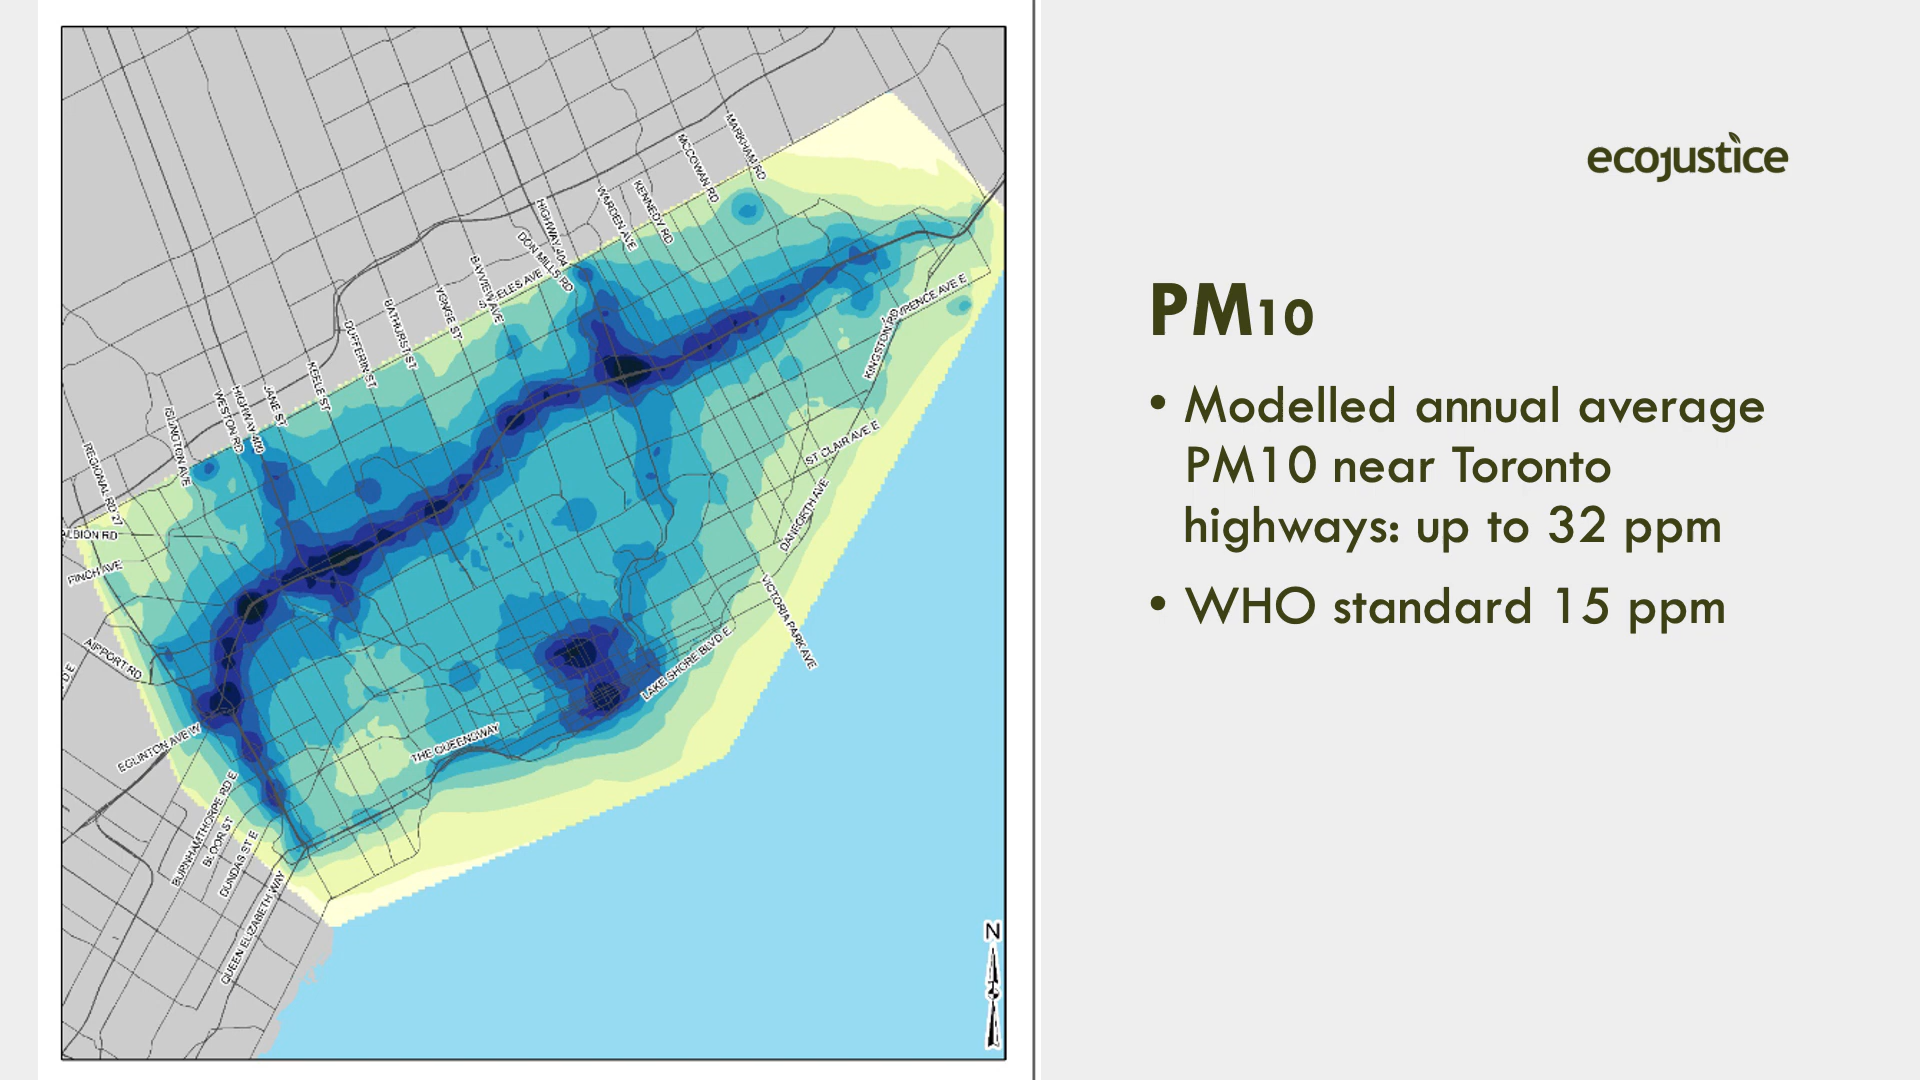 MARKHAM RD
MCCOWAN RD
KENNEDY RD
WARDEN AVE
HIGHWAY 404
DON MILLS RD
BAYVIEW AVE
YONGE ST
BATHURST ST
DUFFERIN ST
KEELE ST
JANE ST
HIGHWAY 400
WESTON RD
ISLINGTON AVE
REGIONAL RD 27
ALBION RD
FINCH AVE
AIPPORT RD
D E
EGLINTON AVE W
BURNHAMTHORPE RD E
BLOOR ST
DUNDAS ST E
QUEEN ELIZABETH WAY
THE QUEENSWAY
LAKE SHORE BLVD E
VICTORIA PARK AVE
DANFORTH AVE
ST CLAIR AVE E
KINGSTON RD
N
ecojustice
PM10
• Modelled annual average
PM10 near Toronto
highways: up to 32 ppm
• WHO standard 15 ppm